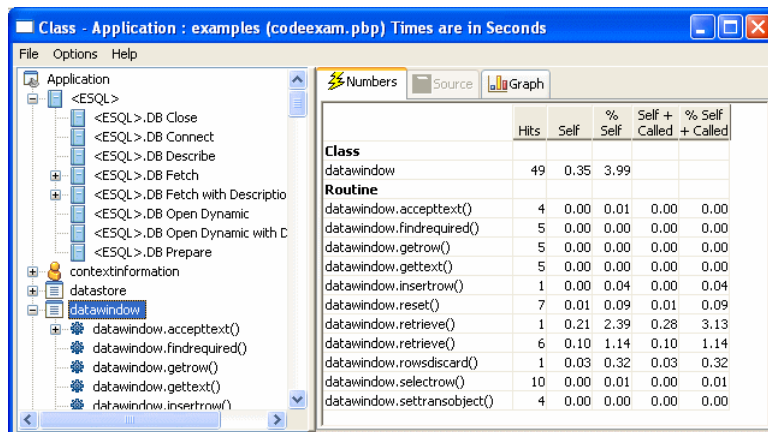 Class - Application : examples (codeexam.pbp) Times are in Seconds
File Options Help
Application
<ESQL>
<ESQL>.DB Close
<ESQL>.DB Connect
<ESQL>.DB Describe
<ESQL>.DB Fetch
<ESQL>.DB Fetch with Descriptio
<ESQL>.DB Open Dynamic
<ESQL>.DB Open Dynamic with D
<ESQL>.DB Prepare
contextinformation
datastore
datawindow
datawindow.accepttext()
datawindow.findrequired()
datawindow.getrow()
datawindow.gettext()
datawindow.insertrow()
Numbers Source Graph
Hits Self % Self Self + Called % Self + Called
Class
datawindow 49 0.35 3.99
Routine
datawindow.accepttext() 4 0.00 0.01 0.00 0.00
datawindow.findrequired() 5 0.00 0.00 0.00 0.00
datawindow.getrow() 5 0.00 0.00 0.00 0.00
datawindow.gettext() 5 0.00 0.00 0.00 0.00
datawindow.insertrow() 1 0.00 0.04 0.00 0.04
datawindow.reset() 7 0.01 0.09 0.01 0.09
datawindow.retrieve() 1 0.21 2.39 0.28 3.13
datawindow.retrieve() 6 0.10 1.14 0.10 1.14
datawindow.rowsdiscard() 1 0.03 0.32 0.03 0.32
datawindow.selectrow() 10 0.00 0.01 0.00 0.01
datawindow.settransobject() 4 0.00 0.00 0.00 0.00